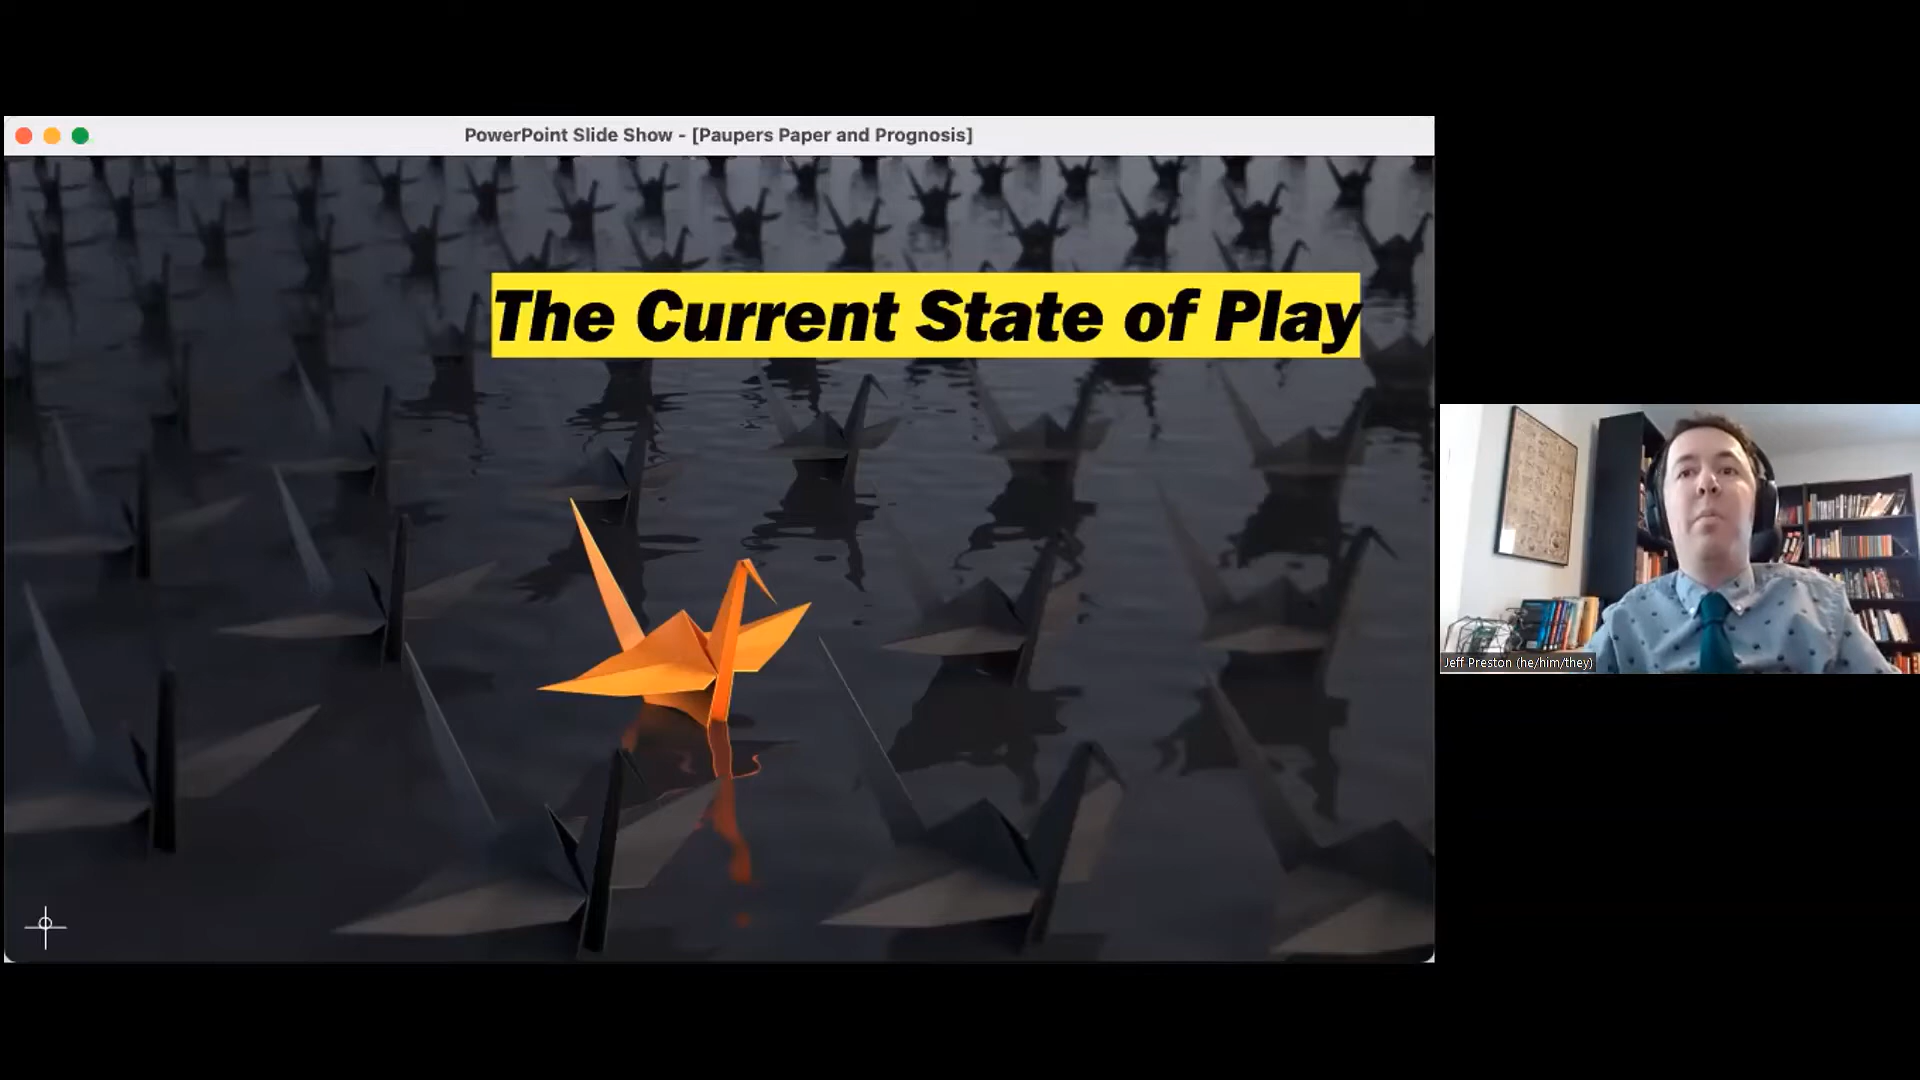 PowerPoint Slide Show - [Paupers Paper and Prognosis]
The Current State of Play
Jeff Preston (he/him/they)